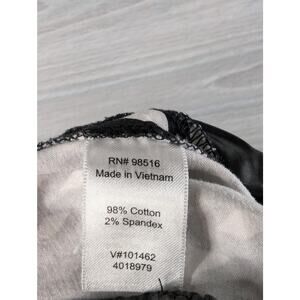 RN# 98516
Made in Vietnam
98% Cotton
2% Spandex
V#101462
4018979